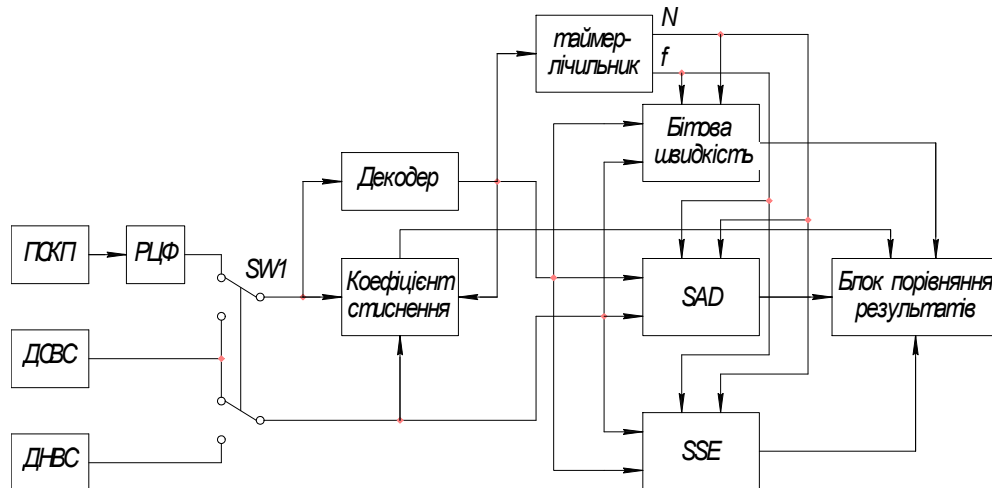 N
таймер-
лічильник
f
Бітова
швидкість
Декодер
ПСКП
РЦФ
SW1
Коефіцієнт
стиснення
SAD
Блок порівняння
результатів
ДСВС
ДНВС
SSE